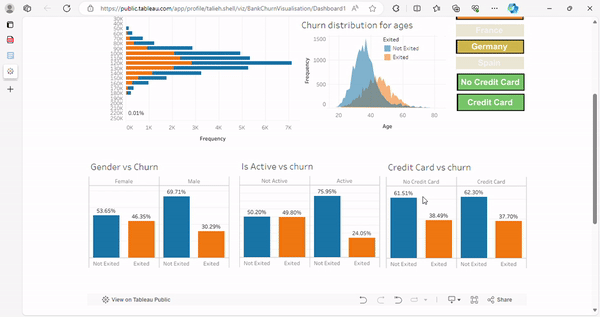 https://public.tableau.com/app/profile/talieh.shell/viz/BankChurnVisualisation/Dashboard1
30K
50K
60K
70K
80K
90K
100K
110K
120K
130K
140K
150K
160K
170K
180K
190K
200K
210K
220K
250K
0.01%
0K 1K 2K 3K 4K 5K 6K 7K
Frequency
Churn distribution for ages
1500
1000
500
0
Frequency
20 40 60 80
Age
Exited
Not Exited
Exited
France
Germany
Spain
No Credit Card
Credit Card
Gender vs Churn
Female Male
53.65% 46.35% 69.71% 30.29%
Not Exited Exited Not Exited Exited
Is Active vs churn
Not Active Active
50.20% 49.80% 75.95% 24.05%
Not Exited Exited Not Exited Exited
Credit Card vs churn
No Credit Card Credit Card
61.51% 38.49% 62.30% 37.70%
Not Exited Exited Not Exited Exited
View on Tableau Public
Share